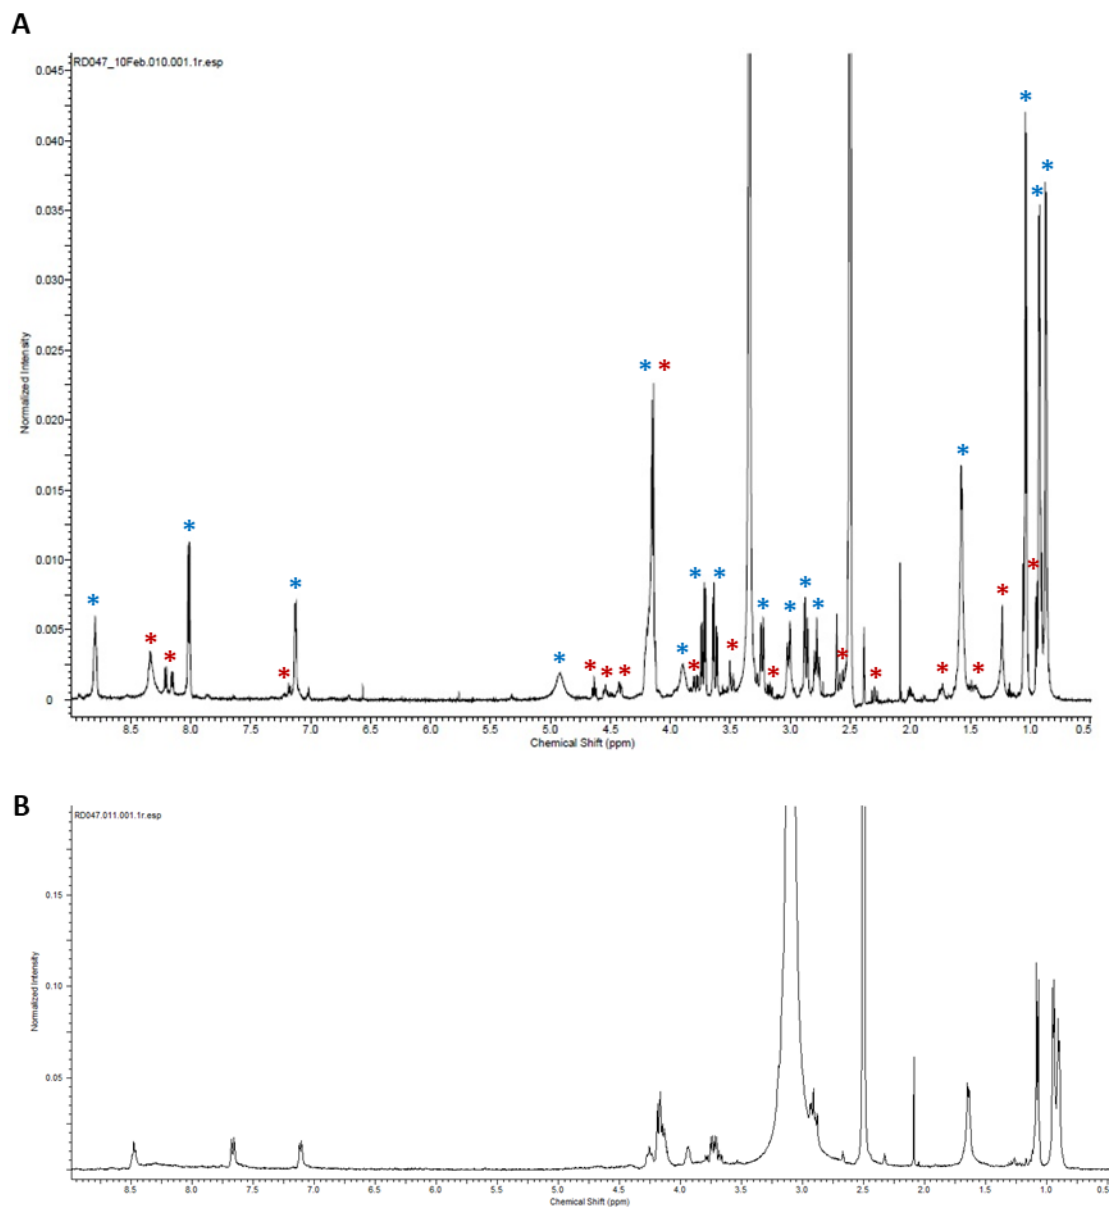 A
RD047_10Feb.010.001.1r.esp
0.045
0.040
0.035
0.030
0.025
0.020
0.015
0.010
0.005
0
Normalized Intensity
8.5 8.0 7.5 7.0 6.5 6.0 5.5 5.0 4.5 4.0 3.5 3.0 2.5 2.0 1.5 1.0 0.5
Chemical Shift (ppm)
B
RD047.011.001.1r.esp
0.15
0.10
0.05
Normalized Intensity
8.5 8.0 7.5 7.0 6.5 6.0 5.5 5.0 4.5 4.0 3.5 3.0 2.5 2.0 1.5 1.0 0.5
Chemical Shift (ppm)